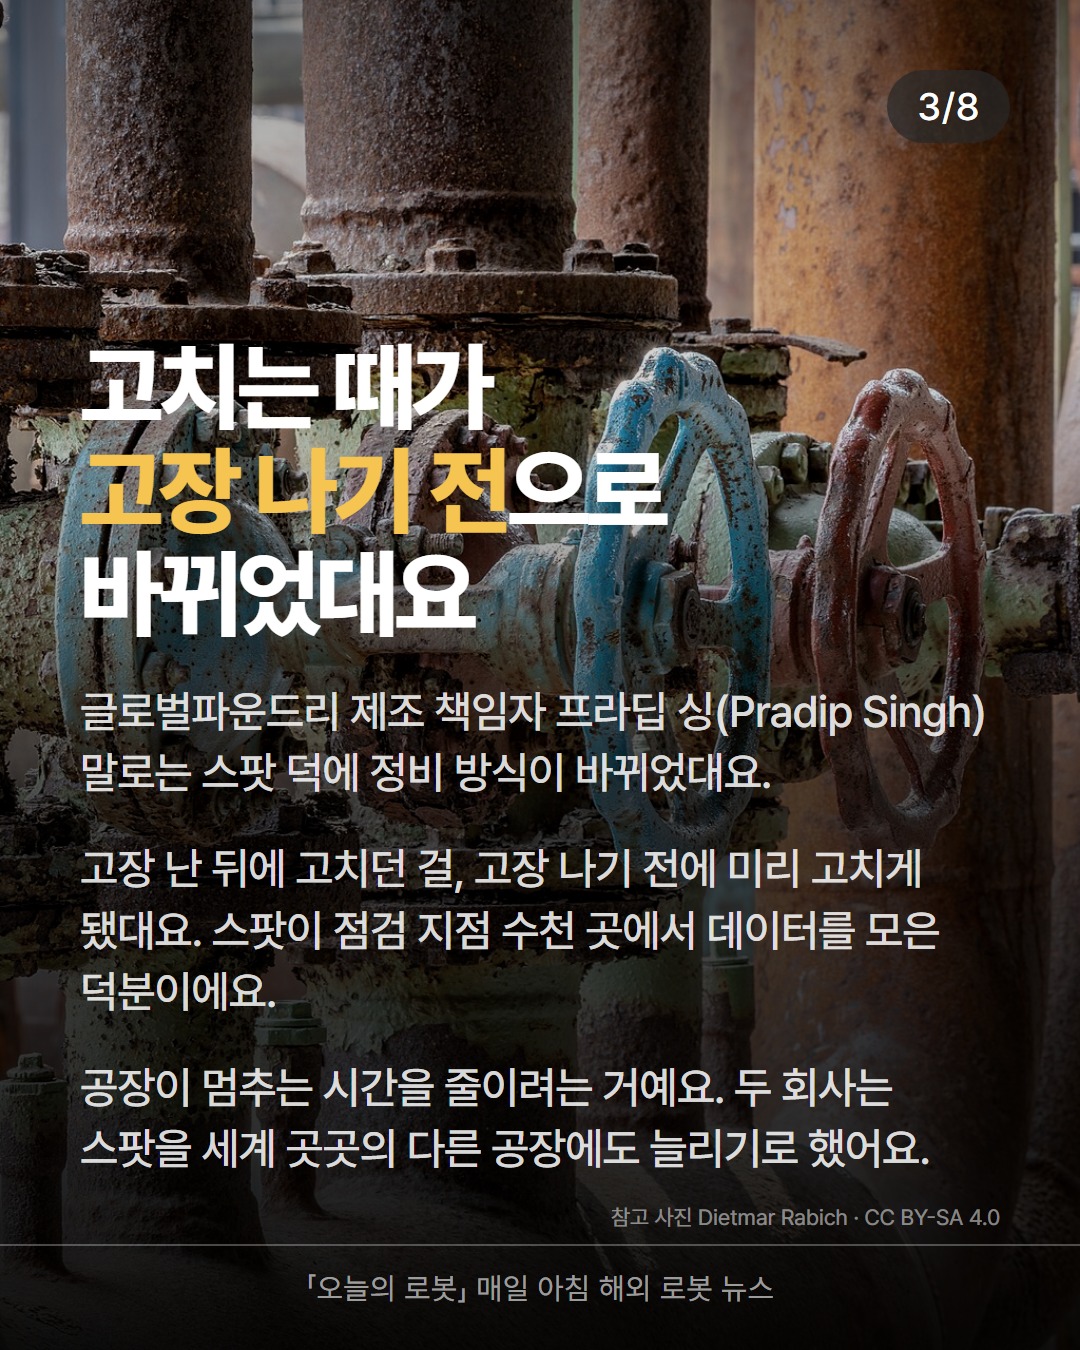 3/8
고치는 때가
고장 나기 전으로
바뀌었대요
글로벌파운드리 제조 책임자 프라딥 싱(Pradip Singh)
말로는 스팟 덕에 정비 방식이 바뀌었대요.
고장 난 뒤에 고치던 걸, 고장 나기 전에 미리 고치게
됐대요. 스팟이 점검 지점 수천 곳에서 데이터를 모은
덕분이에요.
공장이 멈추는 시간을 줄이려는 거예요. 두 회사는
스팟을 세계 곳곳의 다른 공장에도 늘리기로 했어요.
참고 사진 Dietmar Rabich · CC BY-SA 4.0
「오늘의 로봇」 매일 아침 해외 로봇 뉴스